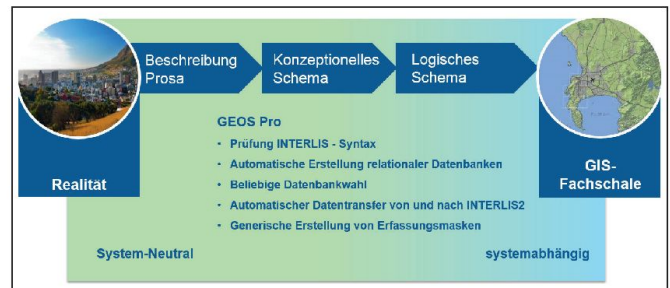 Beschreibung
Prosa
Konzeptionelles
Schema
Logisches
Schema
GEOS Pro
• Prüfung INTERLIS - Syntax
• Automatische Erstellung relationaler Datenbanken
• Beliebige Datenbankwahl
• Automatischer Datentransfer von und nach INTERLIS2
• Generische Erstellung von Erfassungsmasken
Realität
GIS-
Fachschale
System-Neutral
systemabhängig